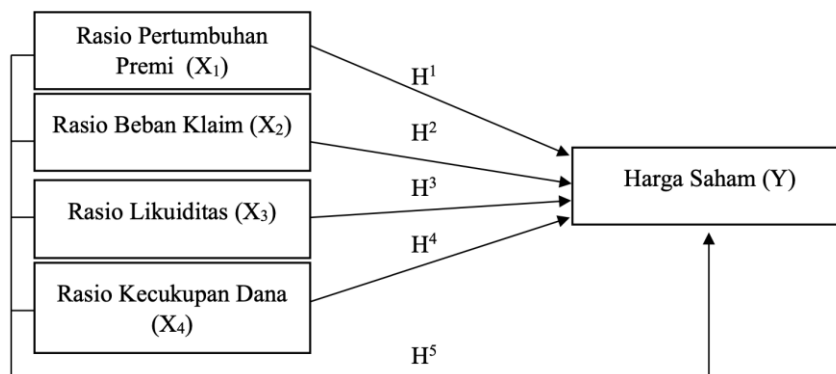 Rasio Pertumbuhan
Premi (X₁)
H¹
Rasio Beban Klaim (X₂)
H²
Harga Saham (Y)
H³
Rasio Likuiditas (X₃)
H⁴
Rasio Kecukupan Dana
(X₄)
H⁵